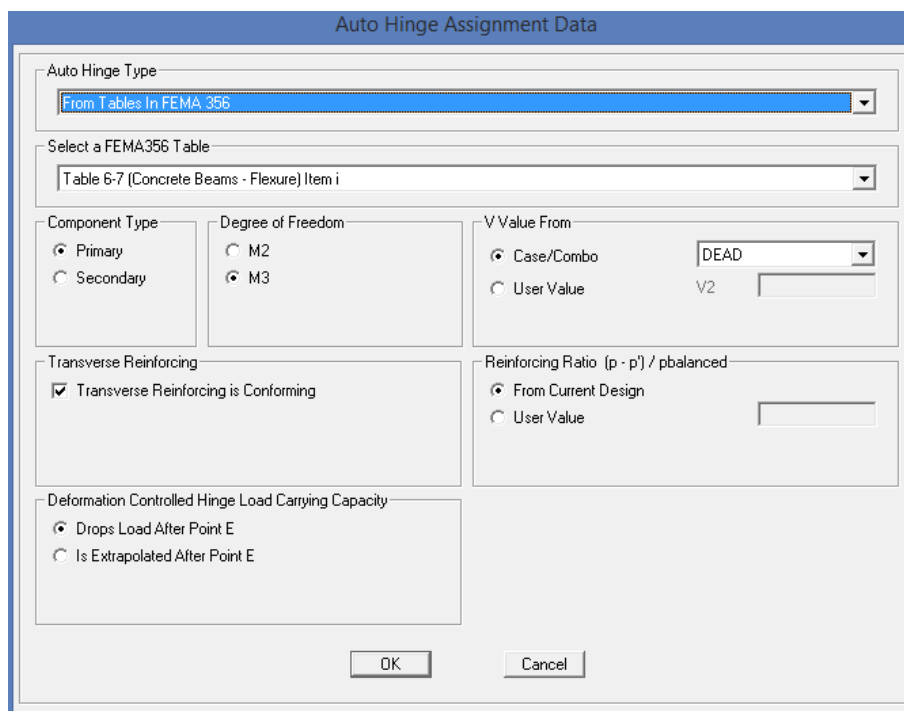 Auto Hinge Assignment Data
Auto Hinge Type
From Tables In FEMA 356
Select a FEMA356 Table
Table 6-7 (Concrete Beams - Flexure) Item i
Component Type
Primary
Secondary
Degree of Freedom
M2
M3
V Value From
Case/Combo
DEAD
User Value
V2
Transverse Reinforcing
Transverse Reinforcing is Conforming
Reinforcing Ratio (p - p') / pbalanced
From Current Design
User Value
Deformation Controlled Hinge Load Carrying Capacity
Drops Load After Point E
Is Extrapolated After Point E
OK
Cancel